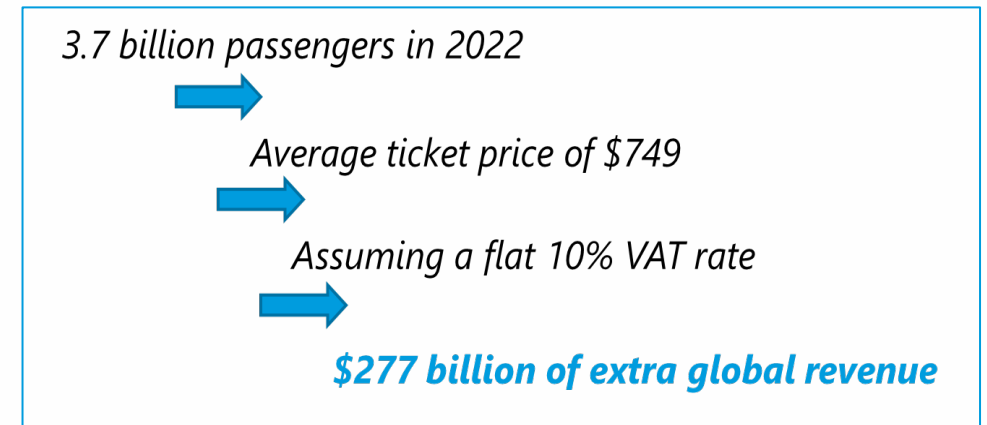 3.7 billion passengers in 2022
Average ticket price of $749
Assuming a flat 10% VAT rate
$277 billion of extra global revenue